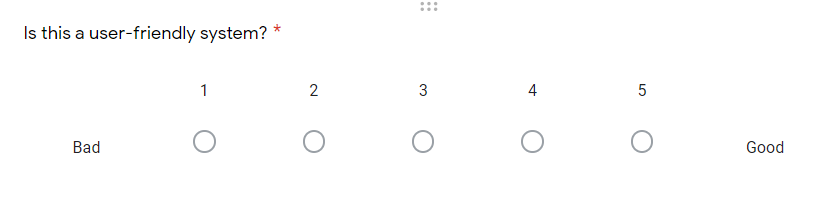 Is this a user-friendly system? *
1 2 3 4 5
Bad Good